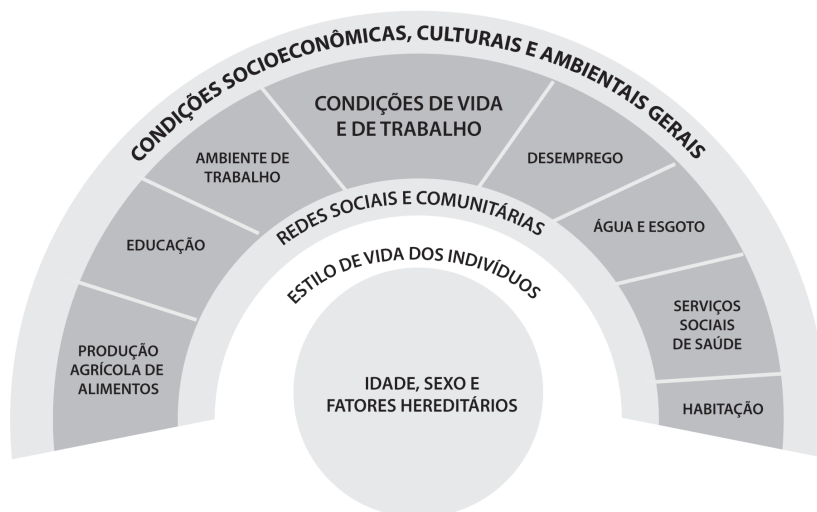 CONDIÇÕES SOCIOECONÔMICAS, CULTURAIS E AMBIENTAIS GERAIS
CONDIÇÕES DE VIDA
E DE TRABALHO
AMBIENTE DE
TRABALHO
DESEMPREGO
EDUCAÇÃO
ÁGUA E ESGOTO
PRODUÇÃO
AGRÍCOLA DE
ALIMENTOS
SERVIÇOS
SOCIAIS
DE SAÚDE
HABITAÇÃO
REDES SOCIAIS E COMUNITÁRIAS
ESTILO DE VIDA DOS INDIVÍDUOS
IDADE, SEXO E
FATORES HEREDITÁRIOS